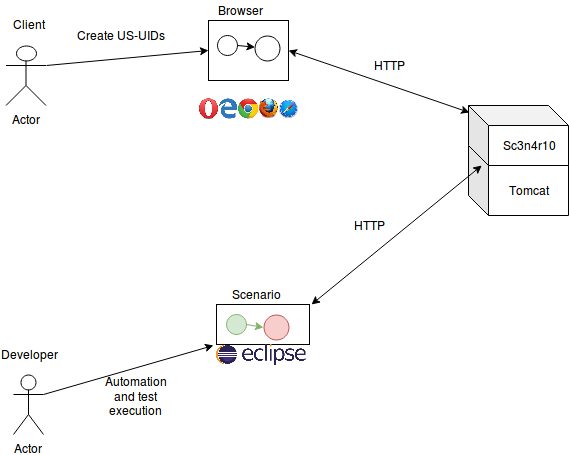 Client
Browser
Create US-UIDs
Actor
HTTP
Sc3n4r10
Tomcat
HTTP
Scenario
eclipse
Developer
Automation
and test
execution
Actor